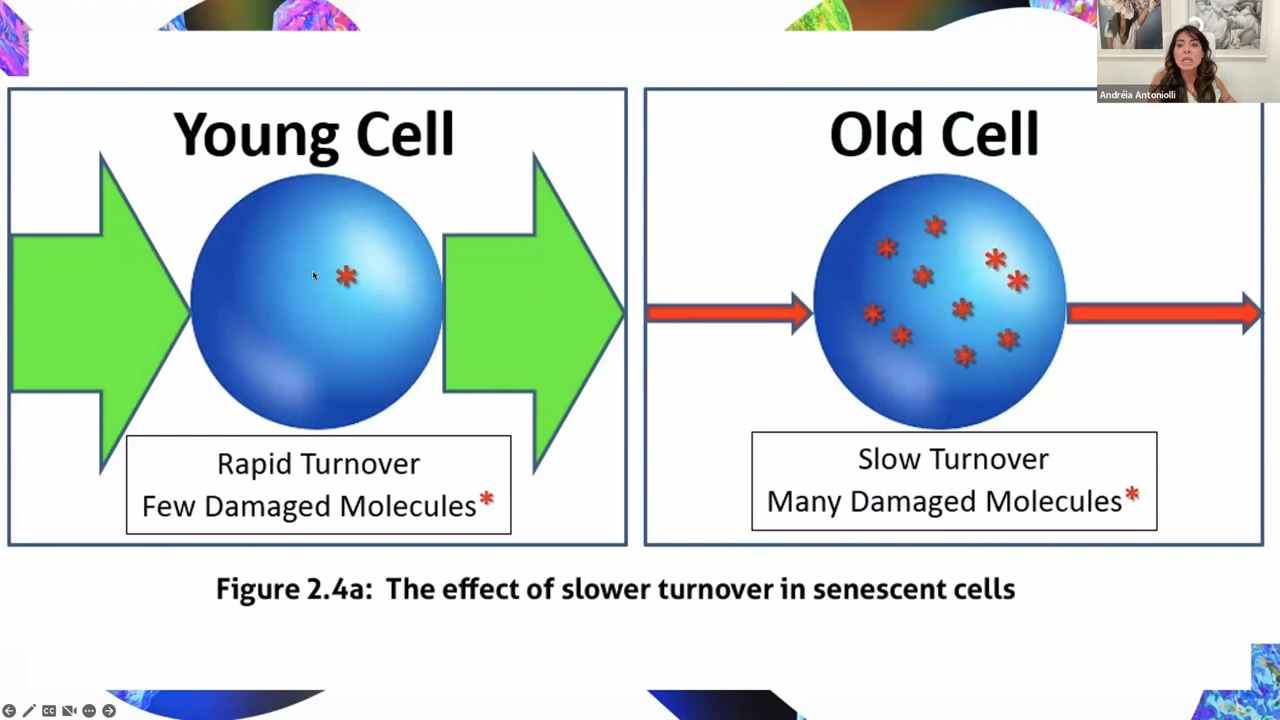 Andréia Antoniolli
Young Cell
Rapid Turnover
Few Damaged Molecules*
Old Cell
Slow Turnover
Many Damaged Molecules*
Figure 2.4a: The effect of slower turnover in senescent cells
CC